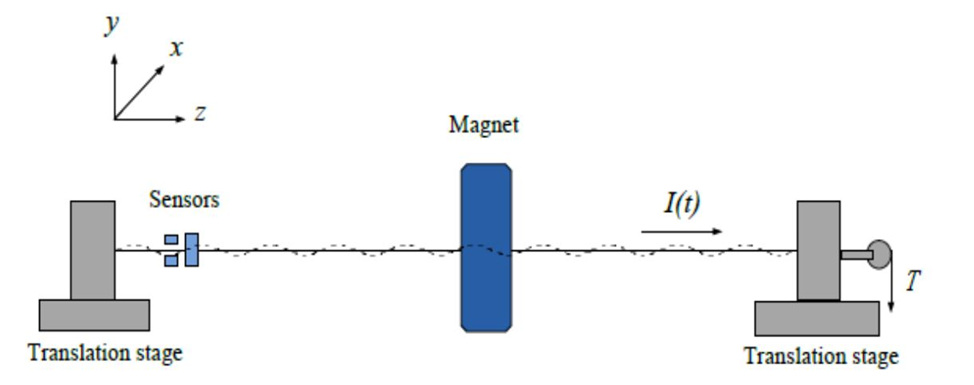 y
x
z
Magnet
Sensors
I(t)
T
Translation stage
Translation stage